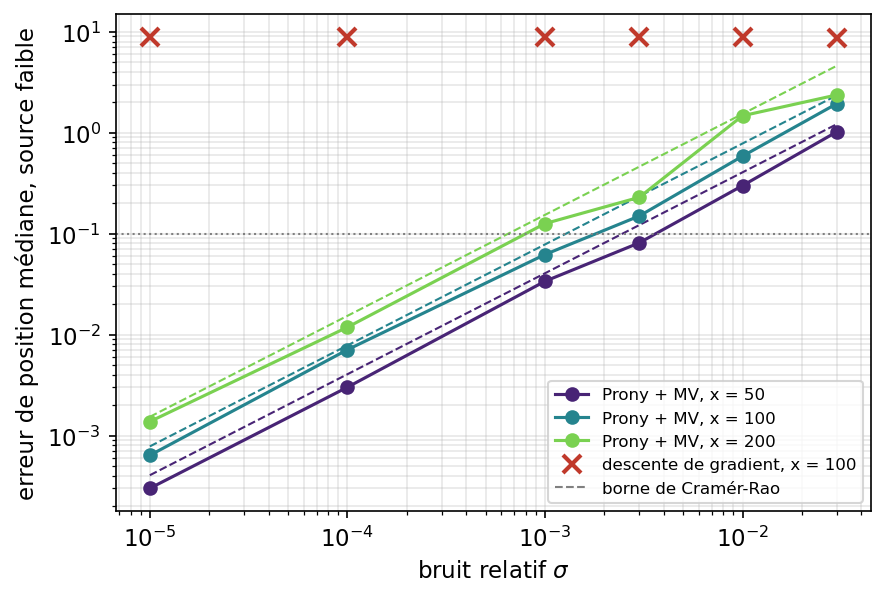 erreur de position médiane, source faible
10¹
10⁰
10⁻¹
10⁻²
10⁻³
10⁻⁵
10⁻⁴
10⁻³
10⁻²
bruit relatif σ
Prony + MV, x = 50
Prony + MV, x = 100
Prony + MV, x = 200
descente de gradient, x = 100
borne de Cramér-Rao